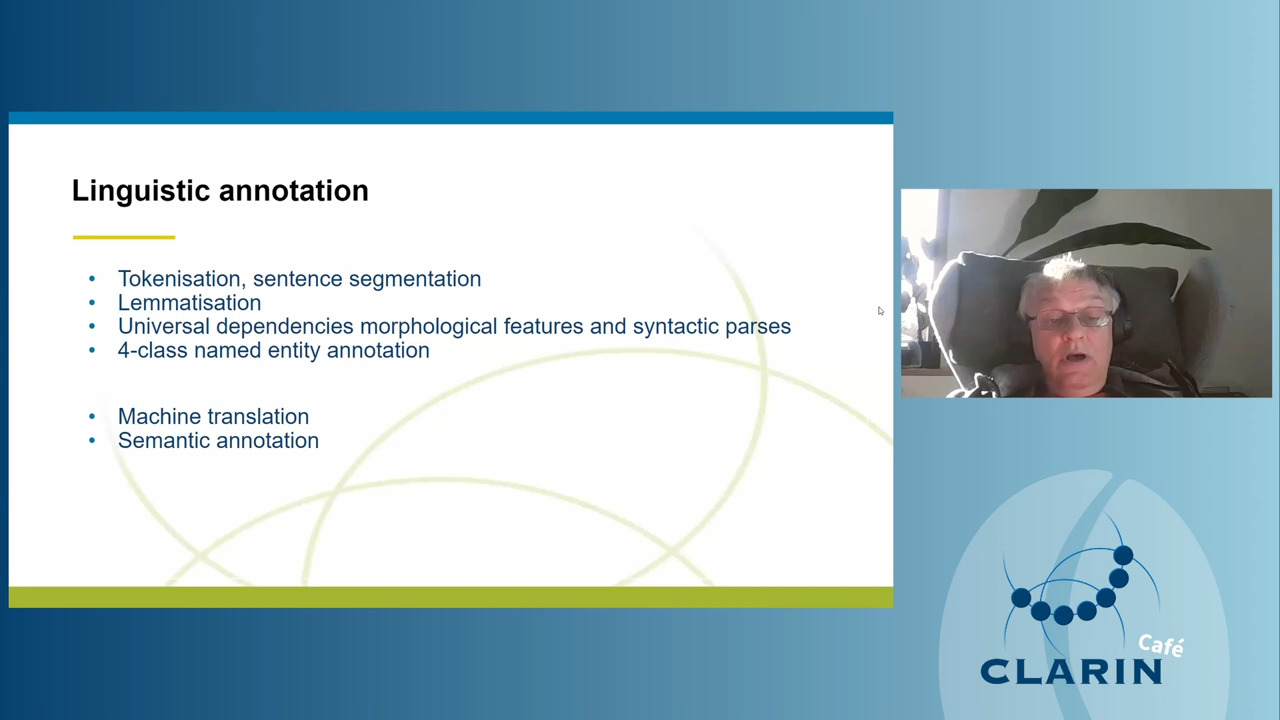 Linguistic annotation
• Tokenisation, sentence segmentation
• Lemmatisation
• Universal dependencies morphological features and syntactic parses
• 4-class named entity annotation
• Machine translation
• Semantic annotation
Café
CLARIN